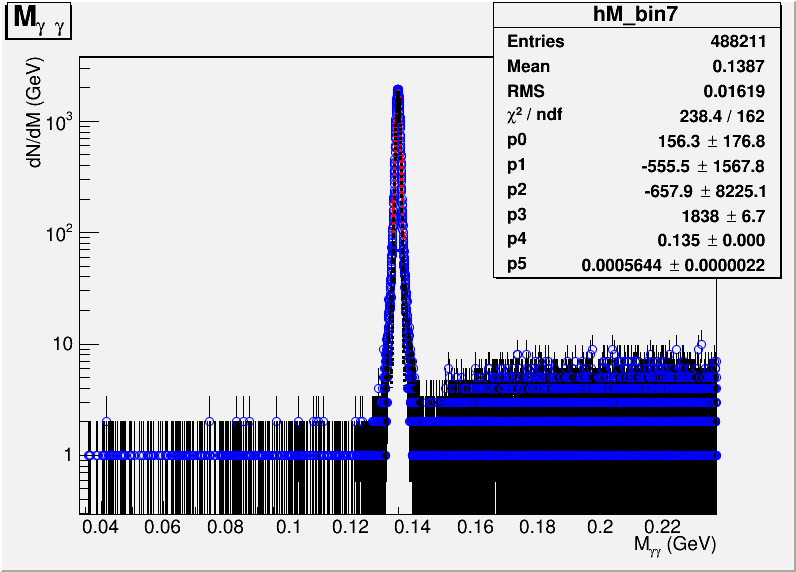 M γ γ
hM_bin7
Entries 488211
Mean 0.1387
RMS 0.01619
χ² / ndf 238.4 / 162
p0 156.3 ± 176.8
p1 -555.5 ± 1567.8
p2 -657.9 ± 8225.1
p3 1838 ± 6.7
p4 0.135 ± 0.000
p5 0.0005644 ± 0.0000022
dN/dM (GeV)
10³
10²
10
1
0.04 0.06 0.08 0.1 0.12 0.14 0.16 0.18 0.2 0.22
Mγγ (GeV)